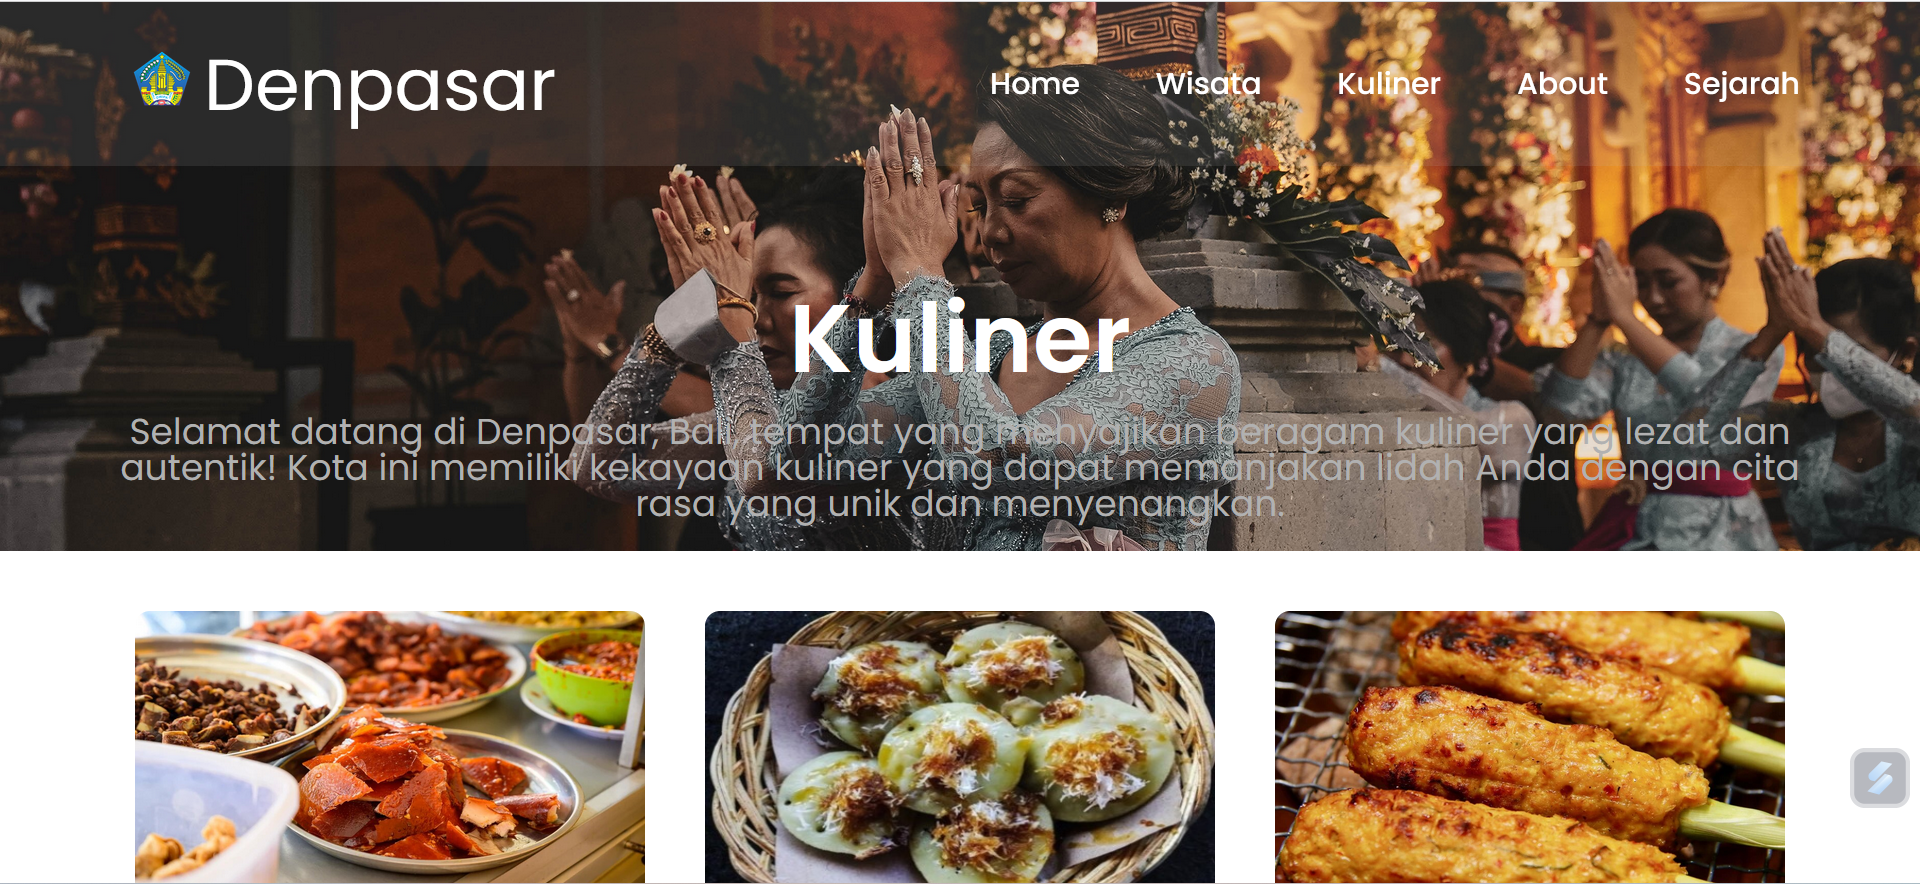 Denpasar
Home Wisata Kuliner About Sejarah
Kuliner
Selamat datang di Denpasar, Bali, tempat yang menyajikan beragam kuliner yang lezat dan
autentik! Kota ini memiliki kekayaan kuliner yang dapat memanjakan lidah Anda dengan cita
rasa yang unik dan menyenangkan.